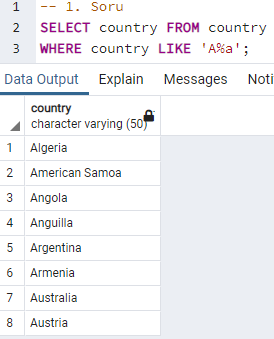 1 -- 1. Soru
2 SELECT country FROM country
3 WHERE country LIKE 'A%a';
Data Output Explain Messages Noti
country
character varying (50)
1 Algeria
2 American Samoa
3 Angola
4 Anguilla
5 Argentina
6 Armenia
7 Australia
8 Austria